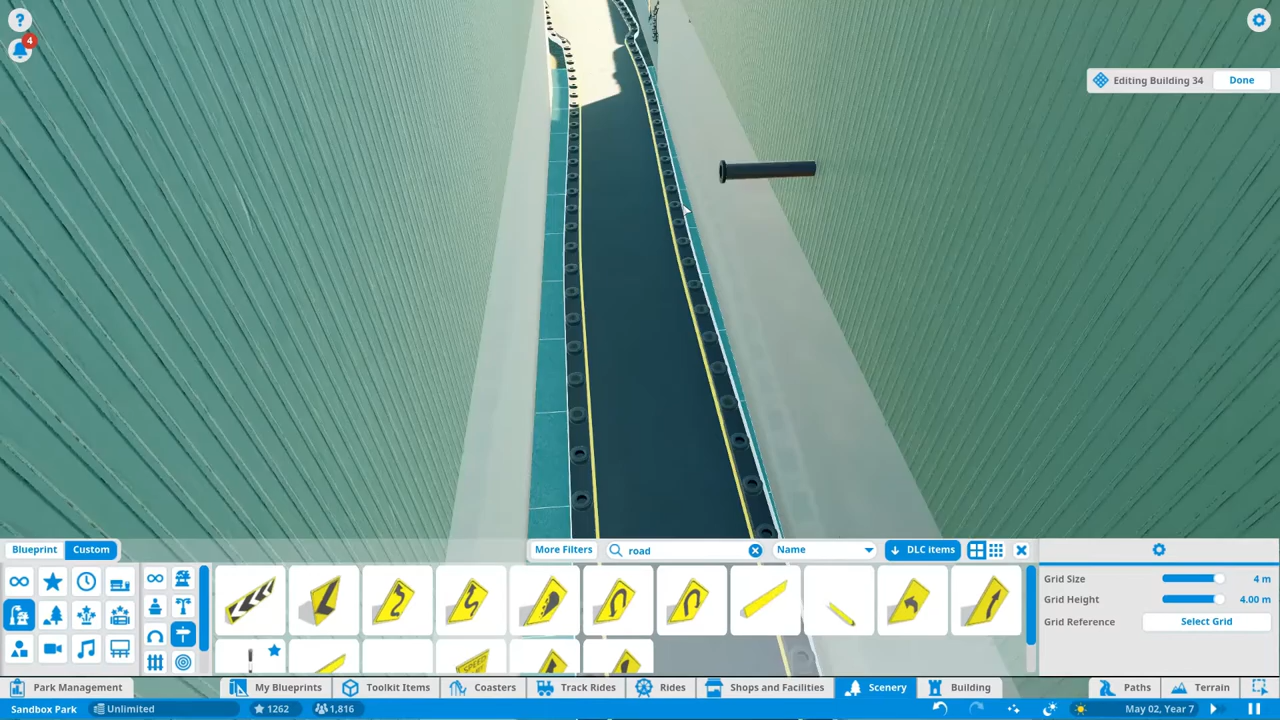 ?
4
Editing Building 34 Done
Blueprint Custom More Filters road Name DLC items
SPEED
Grid Size 4 m
Grid Height 4.00 m
Grid Reference Select Grid
Park Management My Blueprints Toolkit Items Coasters Track Rides Rides Shops and Facilities Scenery Building Paths Terrain
Sandbox Park Unlimited 1262 1,816 May 02, Year 7